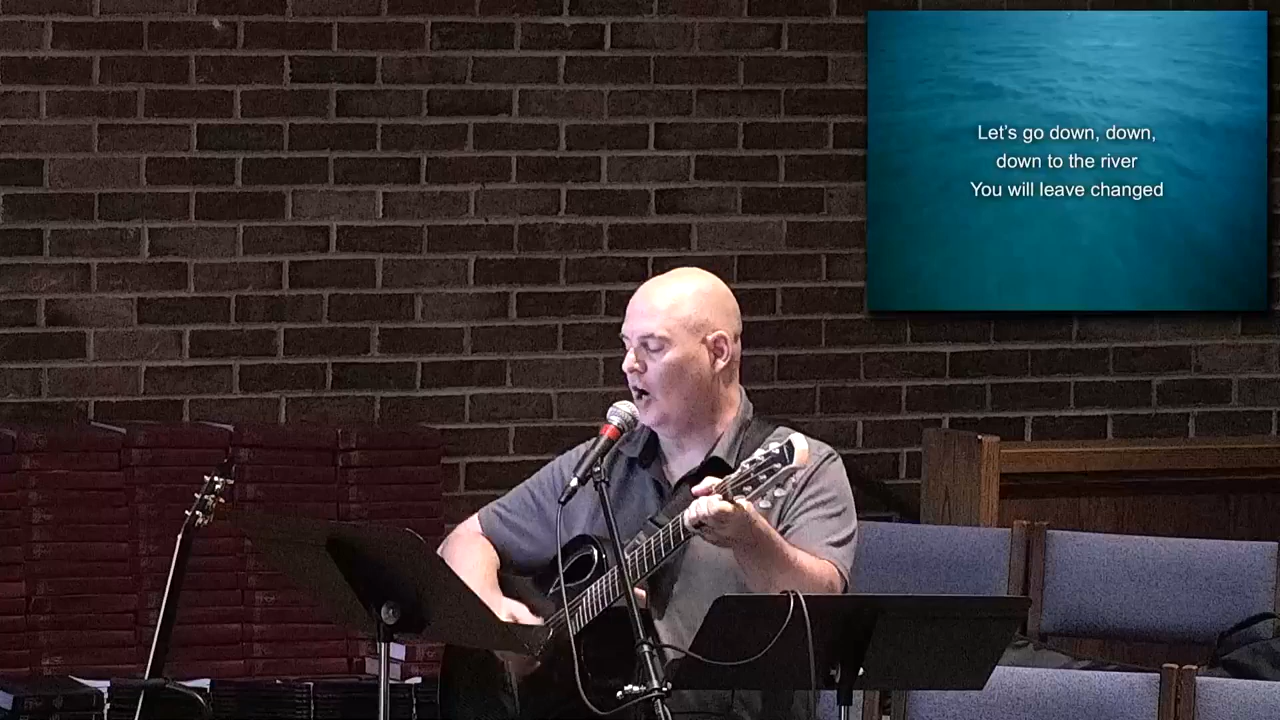 Let's go down, down,
down to the river
You will leave changed